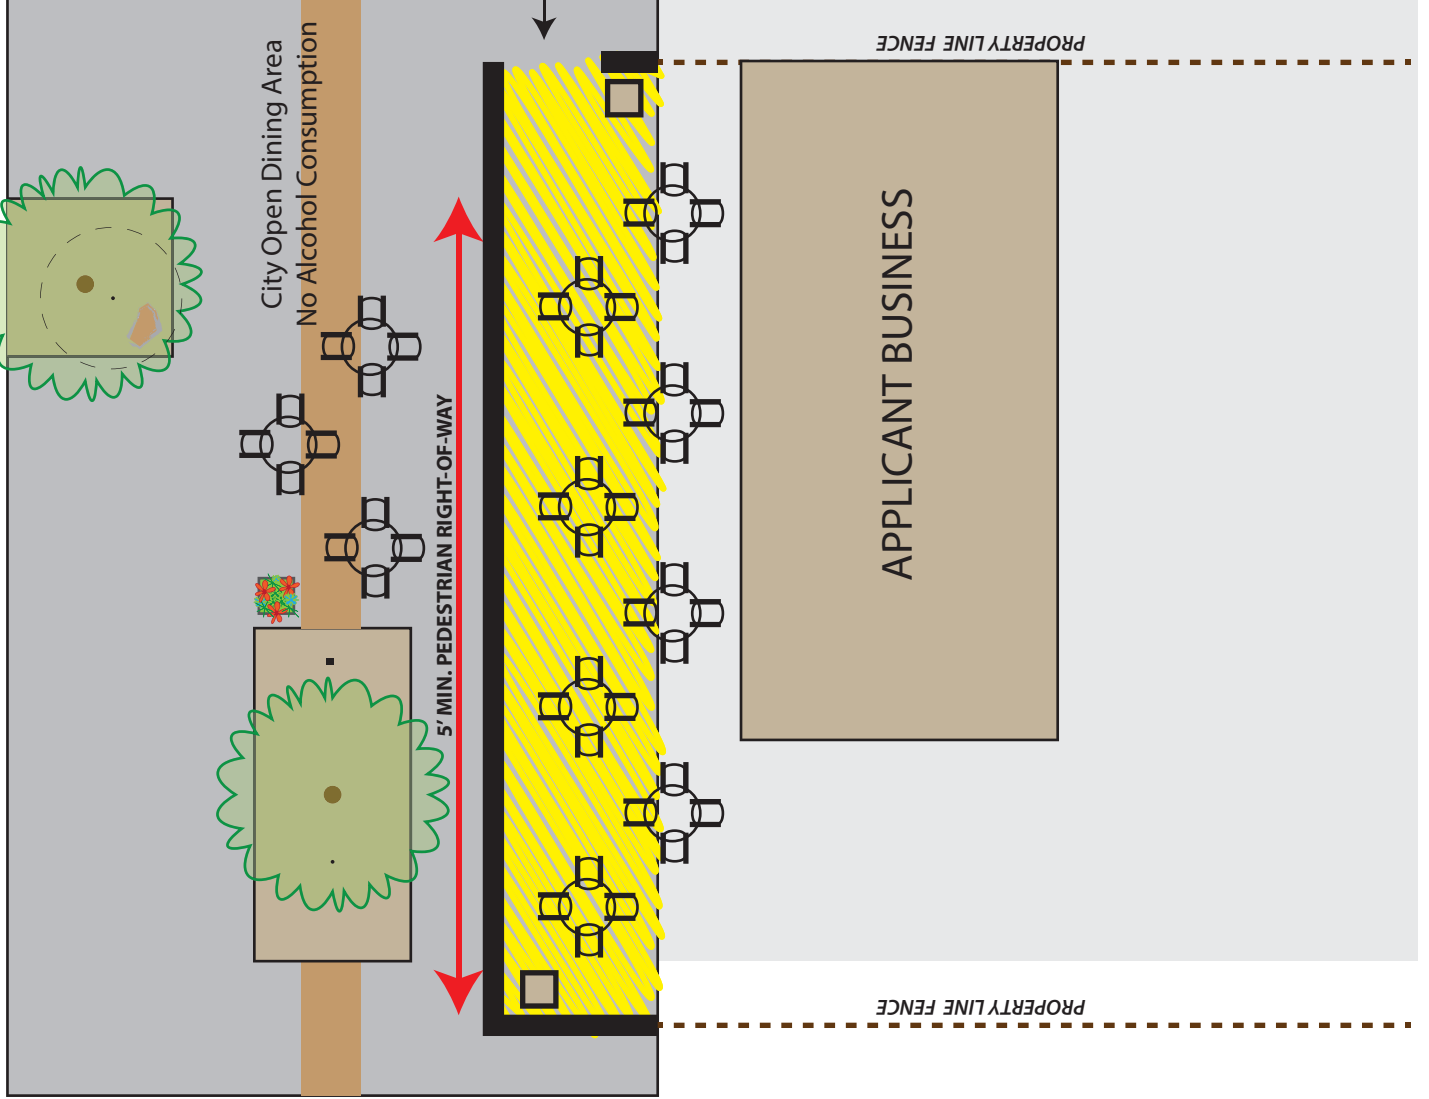 PROPERTY LINE FENCE
City Open Dining Area
No Alcohol Consumption
APPLICANT BUSINESS
5' MIN. PEDESTRIAN RIGHT-OF-WAY
PROPERTY LINE FENCE